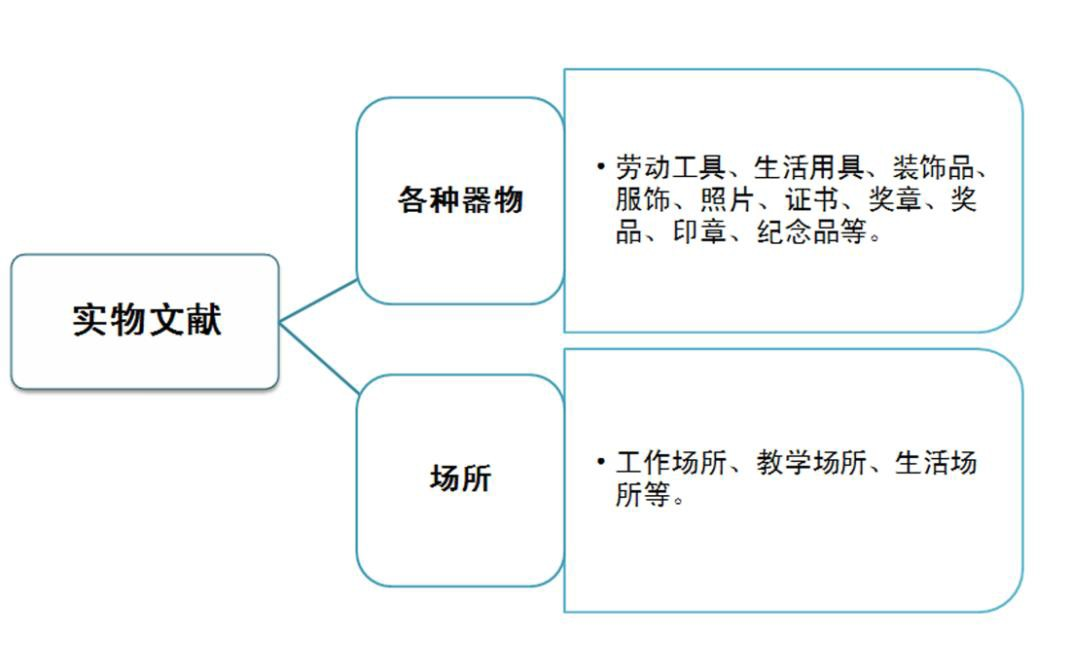 实物文献
各种器物
• 劳动工具、生活用具、装饰品、
服饰、照片、证书、奖章、奖
品、印章、纪念品等。
场所
• 工作场所、教学场所、生活场
所等。